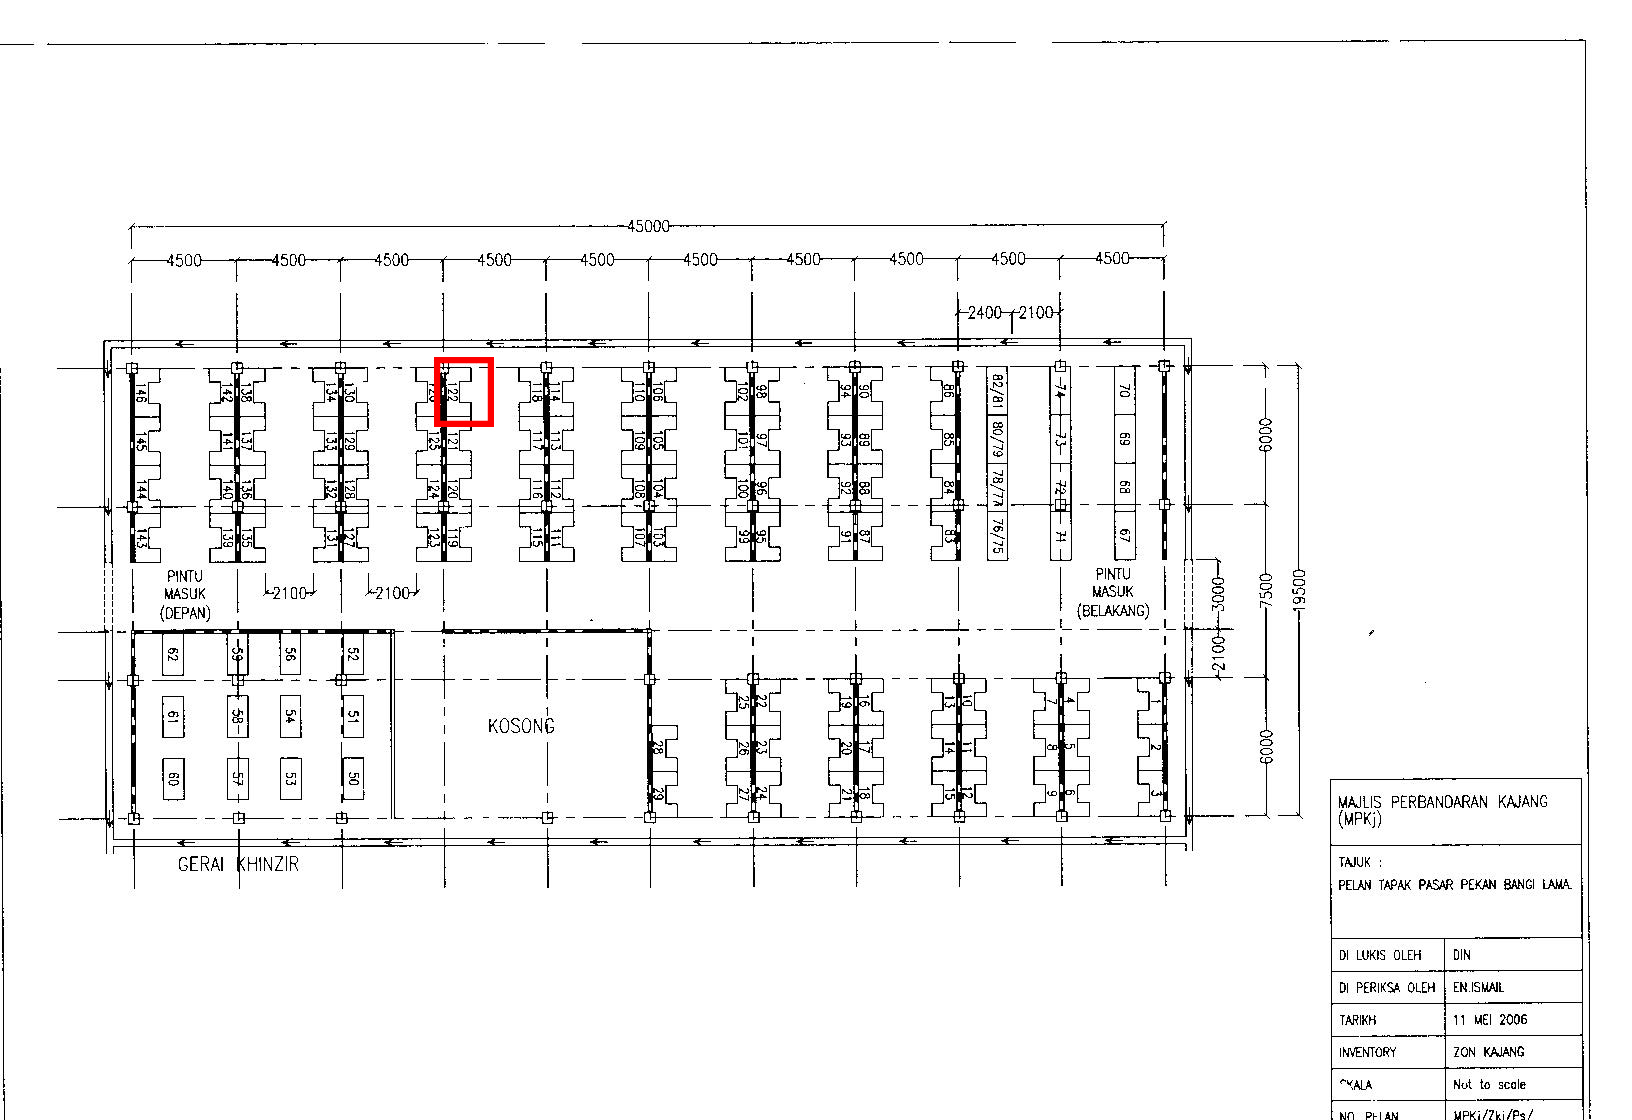 45000
4500 4500 4500 4500 4500 4500 4500 4500 4500 4500
2400 2100
146 142 138 134 130 122 118 114 110 106 102 98 94 90 86 82/81 74 70
145 141 137 133 129 125 121 117 113 109 105 101 97 93 89 85 80/79 73 69
144 140 136 132 128 124 120 116 112 108 104 100 96 92 88 84 78/77 72 68
143 139 135 131 127 123 119 115 111 107 103 99 95 91 87 83 76/75 71 67
6000
7500
19500
3000
2100
6000
PINTU
MASUK
(DEPAN)
2100 2100
PINTU
MASUK
(BELAKANG)
62 59 56 52
61 58 54 51
60 57 53 50
KOSONG
25 22 19 16 13 10 7 4 1
28 26 23 20 17 14 11 8 5 2
29 27 24 21 18 15 12 9 6 3
GERAI KHINZIR
MAJLIS PERBANDARAN KAJANG
(MPKj)
TAJUK :
PELAN TAPAK PASAR PEKAN BANGI LAMA.
DI LUKIS OLEH DIN
DI PERIKSA OLEH EN.ISMAIL
TARIKH 11 MEI 2006
INVENTORY ZON KAJANG
SKALA Not to scale
NO. PELAN MPKj/Zkj/Ps/